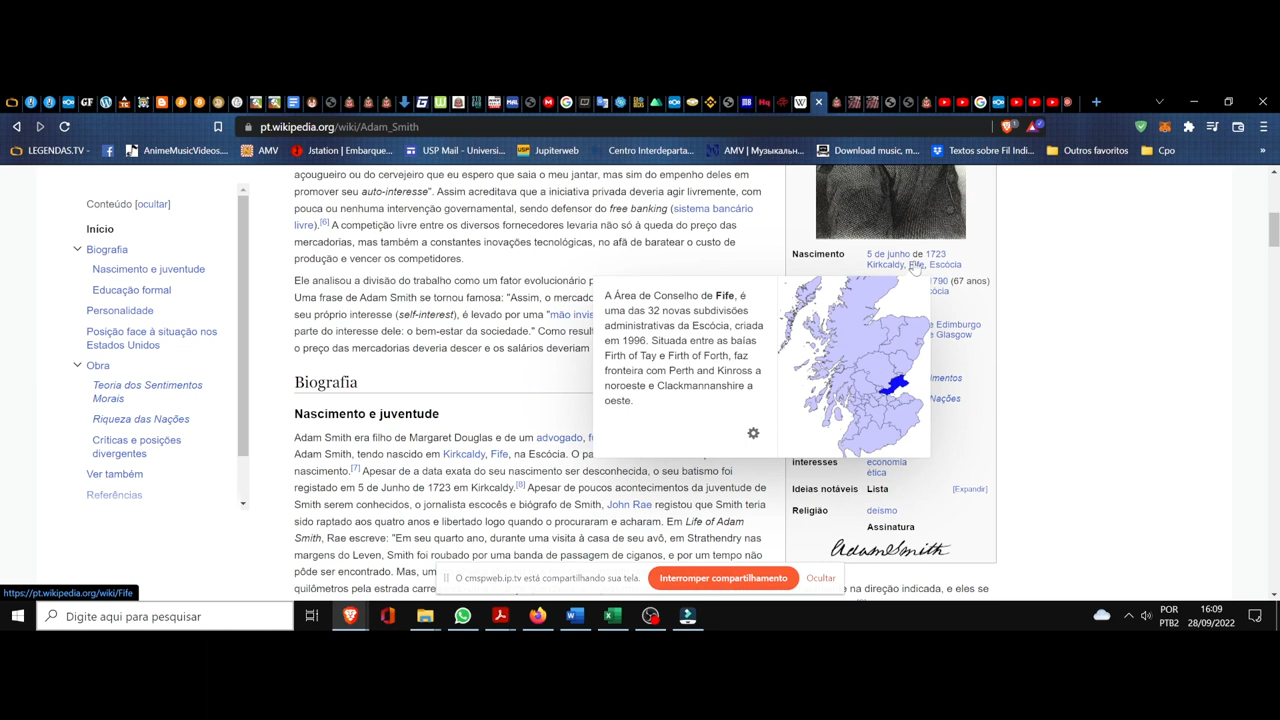 pt.wikipedia.org/wiki/Adam_Smith
LEGENDAS.TV -
AnimeMusicVideos....
AMV
Jstation | Embarque...
USP Mail - Universi...
Jupiterweb
Centro Interdeparta...
AMV | Музыкальн...
Download music, m...
Textos sobre Fil Indi...
Outros favoritos
Cpo
»
Conteúdo [ocultar]
Início
Biografia
Nascimento e juventude
Educação formal
Personalidade
Posição face à situação nos
Estados Unidos
Obra
Teoria dos Sentimentos
Morais
Riqueza das Nações
Críticas e posições
divergentes
Ver também
Referências
açougueiro ou do cervejeiro que eu espero que saia o meu jantar, mas sim do empenho deles em
promover seu auto-interesse". Assim acreditava que a iniciativa privada deveria agir livremente, com
pouca ou nenhuma intervenção governamental, sendo defensor do free banking (sistema bancário
livre).[6] A competição livre entre os diversos fornecedores levaria não só à queda do preço das
mercadorias, mas também a constantes inovações tecnológicas, no afã de baratear o custo de
produção e vencer os competidores.
Ele analisou a divisão do trabalho como um fator evolucionário
Uma frase de Adam Smith se tornou famosa: "Assim, o mercado
seu próprio interesse (self-interest), é levado por uma "mão invis
parte do interesse dele: o bem-estar da sociedade." Como result
o preço das mercadorias deveria descer e os salários deveriam
Biografia
Nascimento e juventude
Adam Smith era filho de Margaret Douglas e de um advogado,
Smith, tendo nascido em Kirkcaldy, Fife, na Escócia. O
nascimento.[7] Apesar de a data exata do seu nascimento ser desconhecida, o seu batismo foi
registado em 5 de Junho de 1723 em Kirkcaldy.[8] Apesar de poucos acontecimentos da juventude de
Smith serem conhecidos, o jornalista escocês e biógrafo de Smith, John Rae registou que Smith teria
sido raptado aos quatro anos e libertado logo quando o procuraram e acharam. Em Life of Adam
Smith, Rae escreve: "Em seu quarto ano, durante uma visita à casa de seu avô, em Strathendry nas
margens do Leven, Smith foi roubado por uma banda de passagem de ciganos, e por um tempo não
pôde ser encontrado. Mas,
quilômetros pela estrada
na direção indicada, e eles se
A Área de Conselho de Fife, é
uma das 32 novas subdivisões
administrativas da Escócia, criada
em 1996. Situada entre as baías
Firth of Tay e Firth of Forth, faz
fronteira com Perth and Kinross a
noroeste e Clackmannanshire a
oeste.
Nascimento 5 de junho de 1723
Kirkcaldy, Fife, Escócia
1790 (67 anos)
Edimburgo
e Glasgow
Nações
interesses economia
ética
Ideias notáveis Lista [Expandir]
Religião deísmo
Assinatura
Adam Smith
O cmspweb.ip.tv está compartilhando sua tela. Interromper compartilhamento Ocultar
https://pt.wikipedia.org/wiki/Fife
Digite aqui para pesquisar
POR
PTB2
16:09
28/09/2022